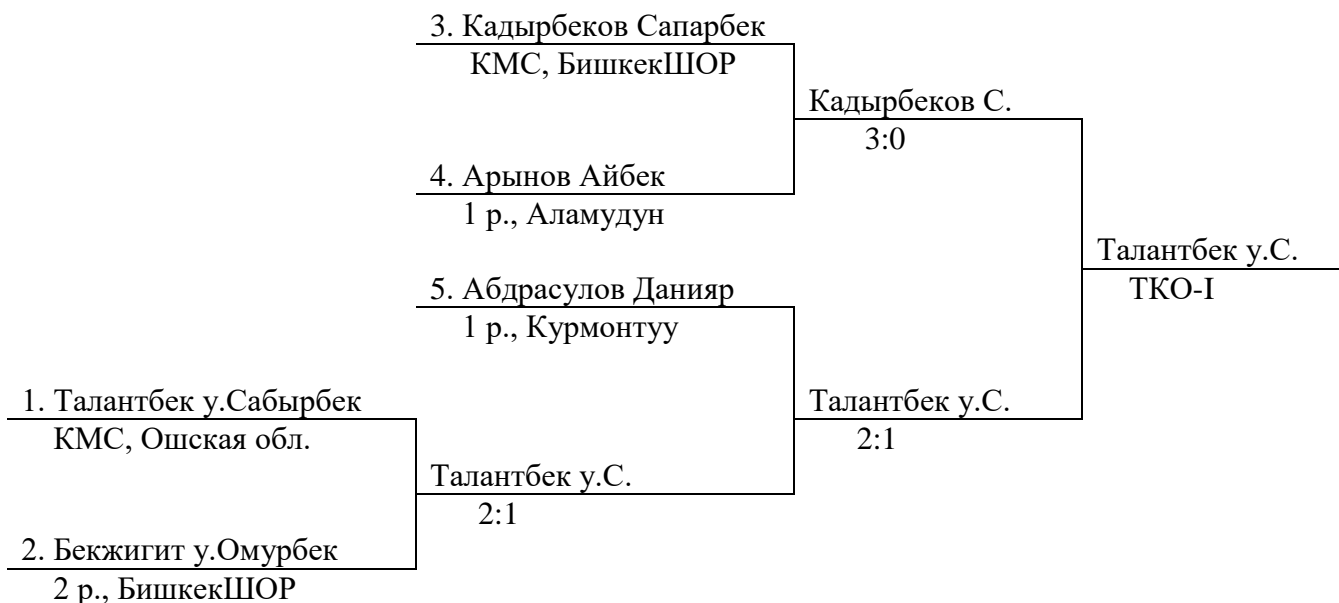 3. Кадырбеков Сапарбек
КМС, БишкекШОР
Кадырбеков С.
3:0
4. Арынов Айбек
1 р., Аламудун
Талантбек у.С.
ТКО-I
5. Абдрасулов Данияр
1 р., Курмонтуу
1. Талантбек у.Сабырбек
КМС, Ошская обл.
Талантбек у.С.
2:1
Талантбек у.С.
2:1
2. Бекжигит у.Омурбек
2 р., БишкекШОР